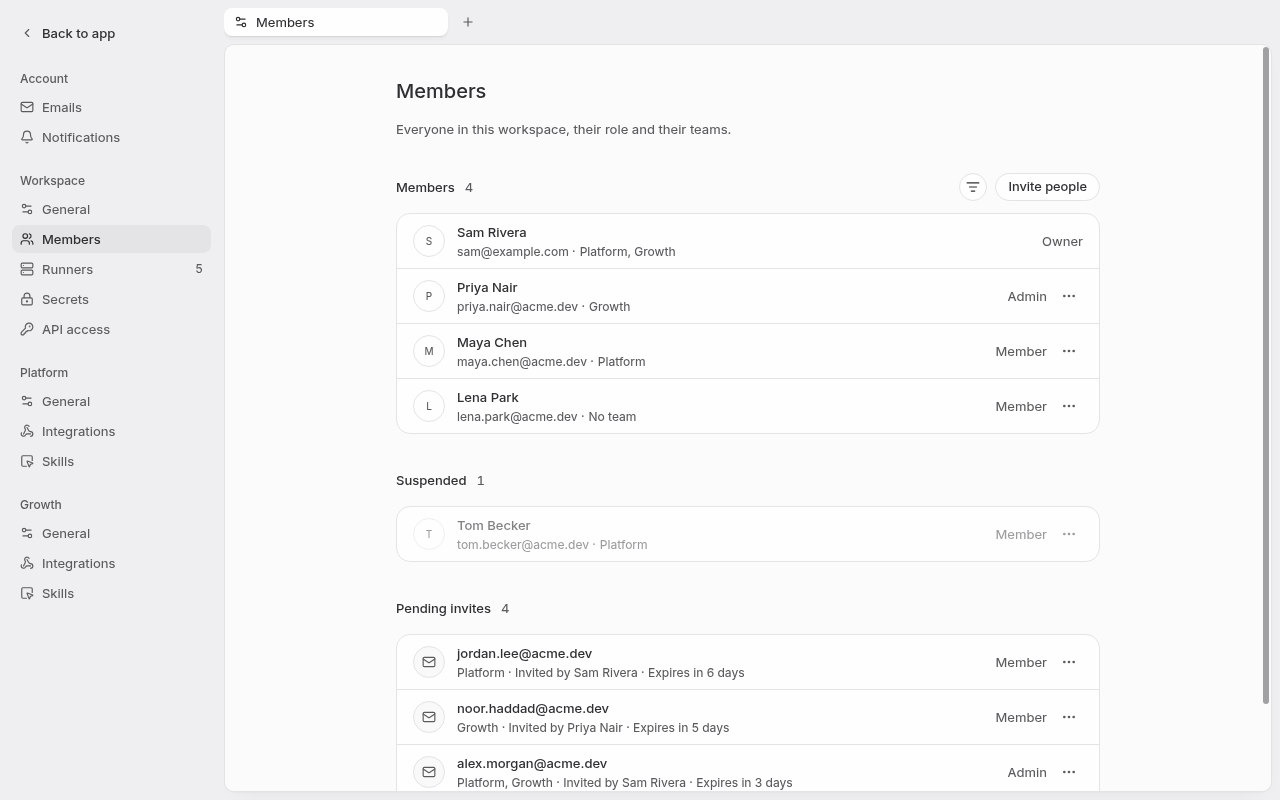 Back to app
Account
Emails
Notifications
Workspace
General
Members
Runners 5
Secrets
API access
Platform
General
Integrations
Skills
Growth
General
Integrations
Skills
Members
Members
Everyone in this workspace, their role and their teams.
Members 4
Invite people
S
Sam Rivera
sam@example.com · Platform, Growth
Owner
P
Priya Nair
priya.nair@acme.dev · Growth
Admin
M
Maya Chen
maya.chen@acme.dev · Platform
Member
L
Lena Park
lena.park@acme.dev · No team
Member
Suspended 1
T
Tom Becker
tom.becker@acme.dev · Platform
Member
Pending invites 4
jordan.lee@acme.dev
Platform · Invited by Sam Rivera · Expires in 6 days
Member
noor.haddad@acme.dev
Growth · Invited by Priya Nair · Expires in 5 days
Member
alex.morgan@acme.dev
Platform, Growth · Invited by Sam Rivera · Expires in 3 days
Admin